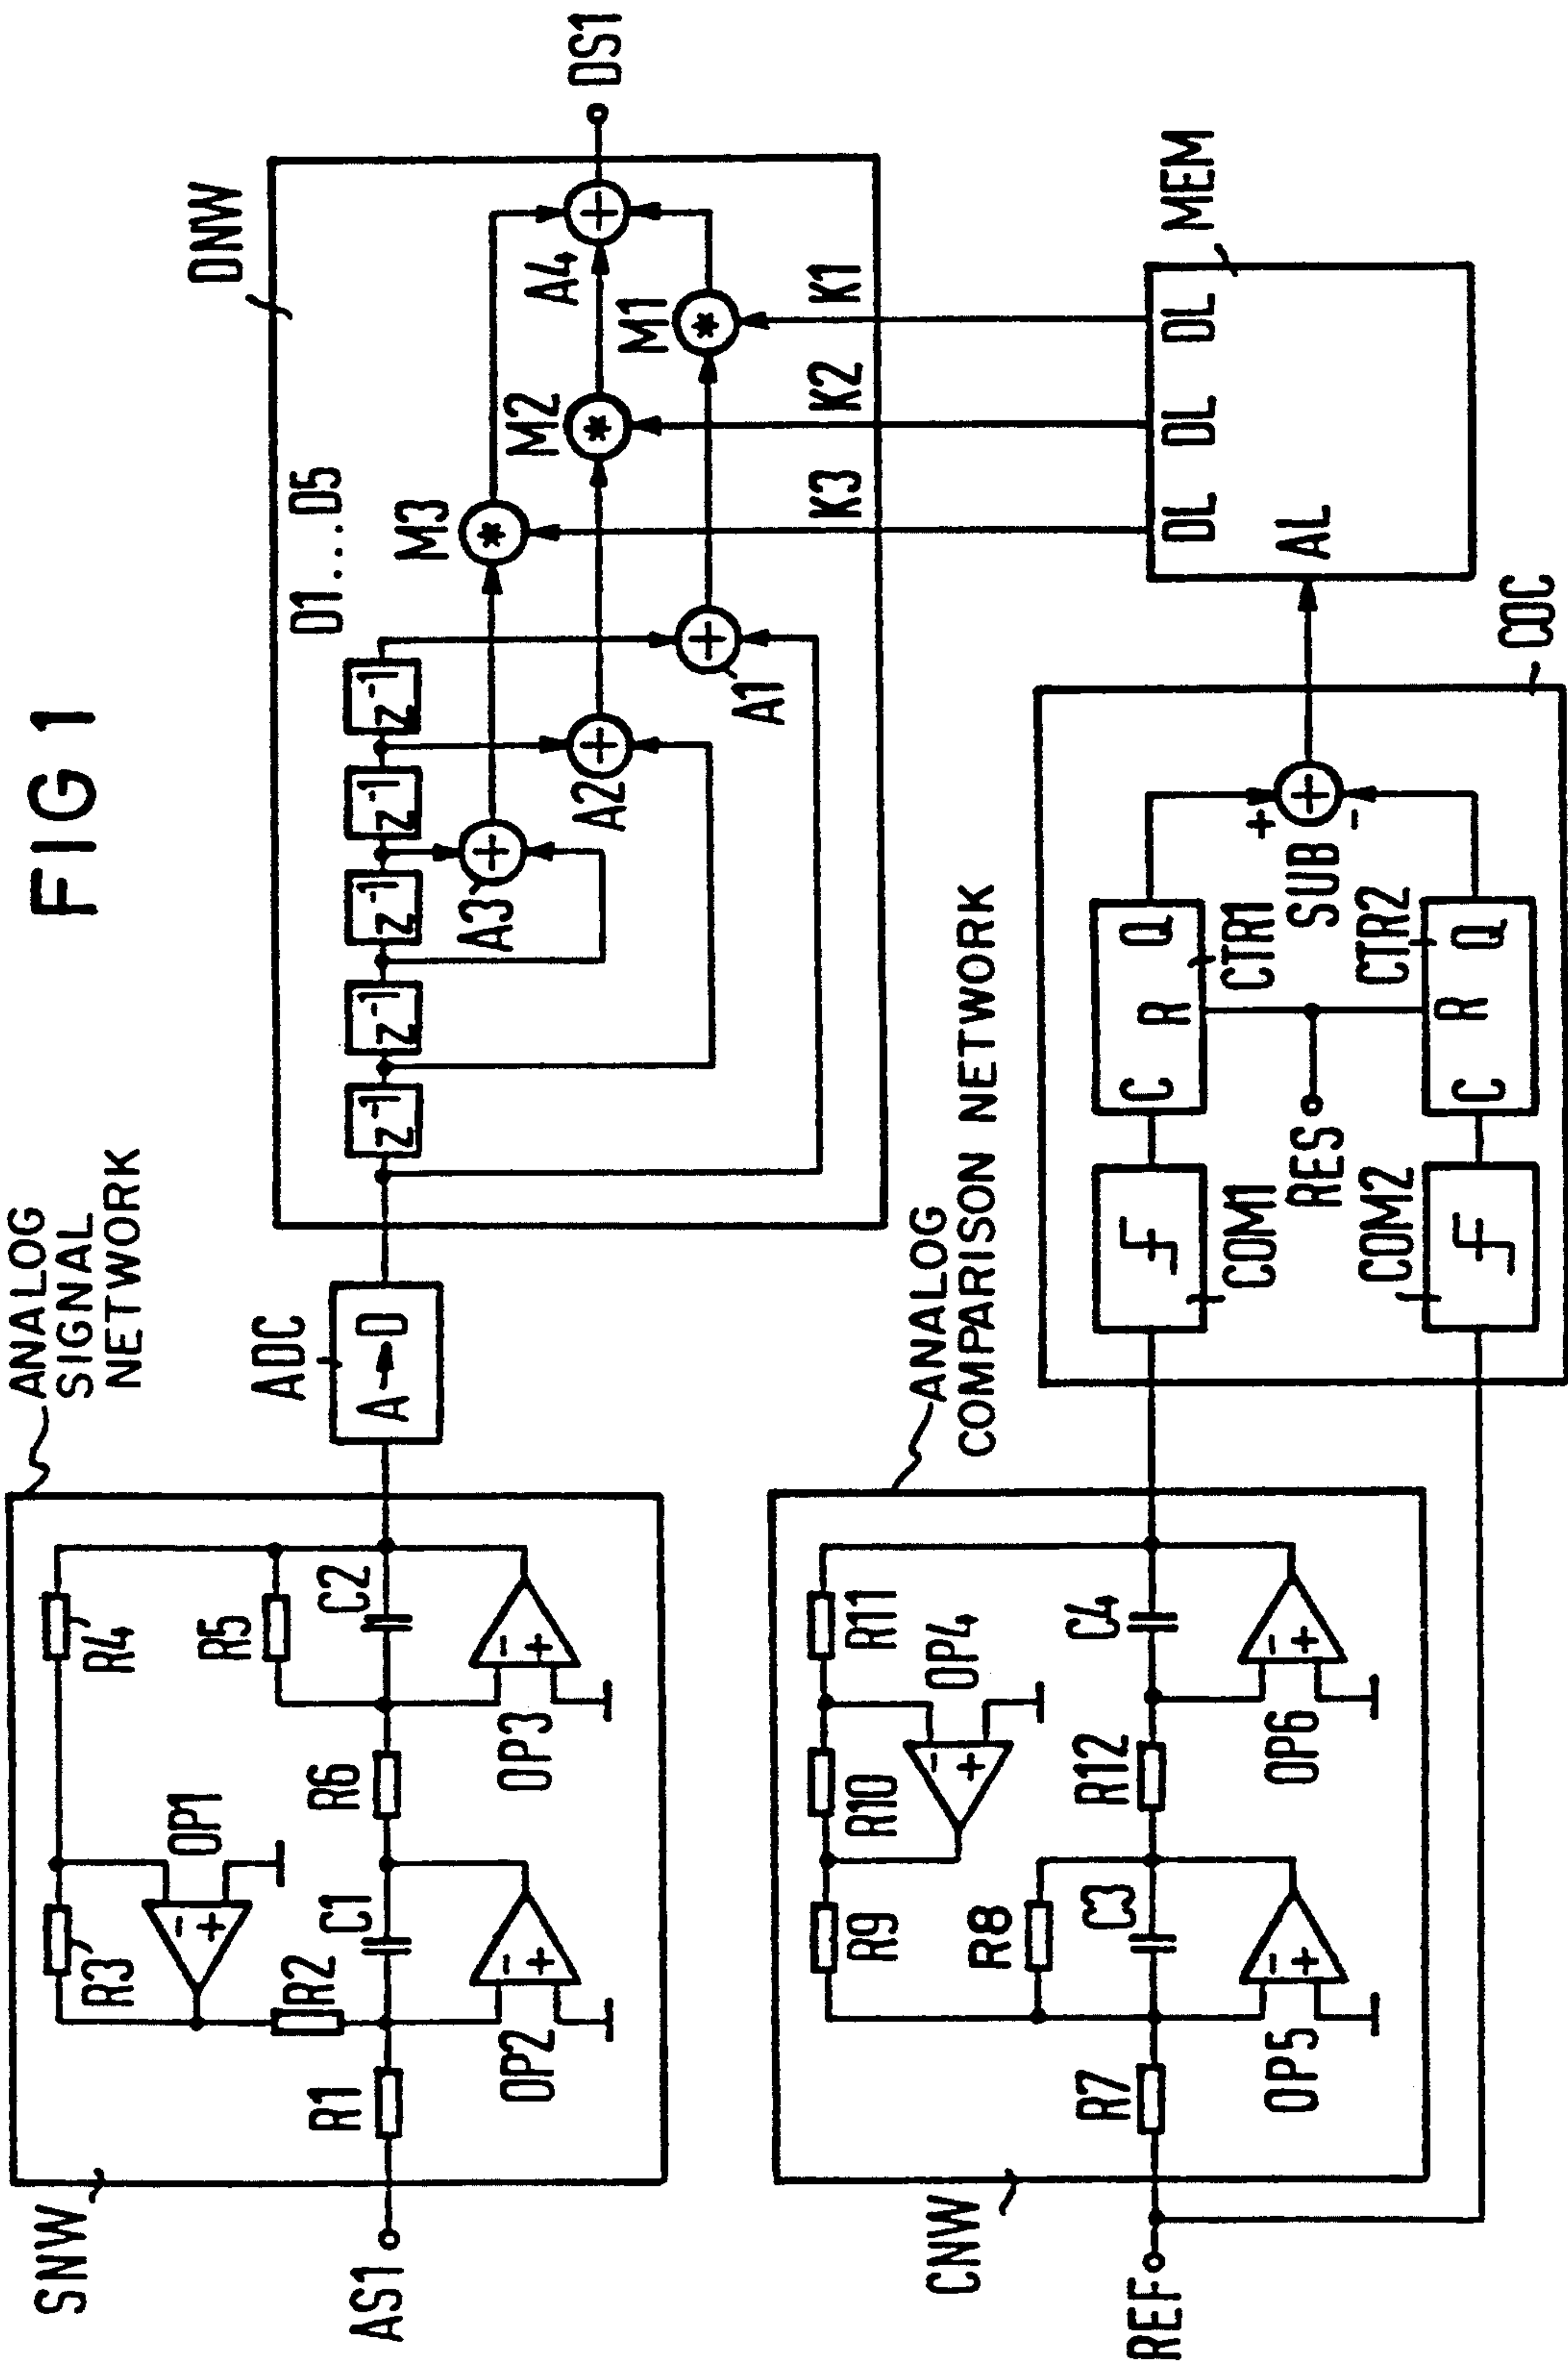 FIG 1
ANALOG
SIGNAL
NETWORK
SNW
AS1
R1
R2
R3
R4
R5
R6
C1
C2
OP1
OP2
OP3
-
+
-
+
-
+
ADC
A D
DNW
D1...D5
z-1
z-1
z-1
z-1
z-1
A3
+
A2
+
A1
+
M3
*
M2
*
M1
*
A4
+
DS1
K3
K2
K1
ANALOG
COMPARISON NETWORK
CNW
REF
R7
R8
R9
R10
R11
R12
C3
C4
OP4
OP5
OP6
-
+
-
+
-
+
COC
COM1
COM2
C R Q
CTR1
RES
C R Q
CTR2
SUB
+
+
-
MEM
DL DL DL
AL